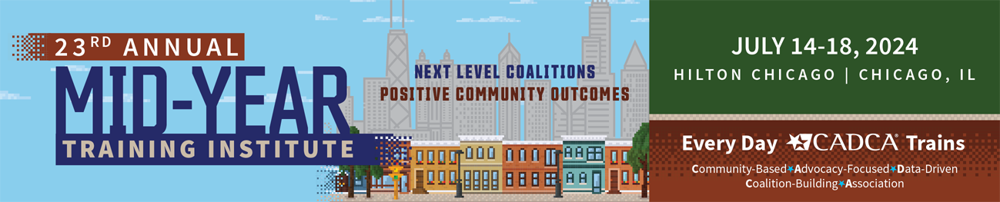 23RD ANNUAL
MID-YEAR
TRAINING INSTITUTE
NEXT LEVEL COALITIONS
POSITIVE COMMUNITY OUTCOMES
JULY 14-18, 2024
HILTON CHICAGO | CHICAGO, IL
Every Day CADCA® Trains
Community-Based★Advocacy-Focused★Data-Driven
Coalition-Building★Association